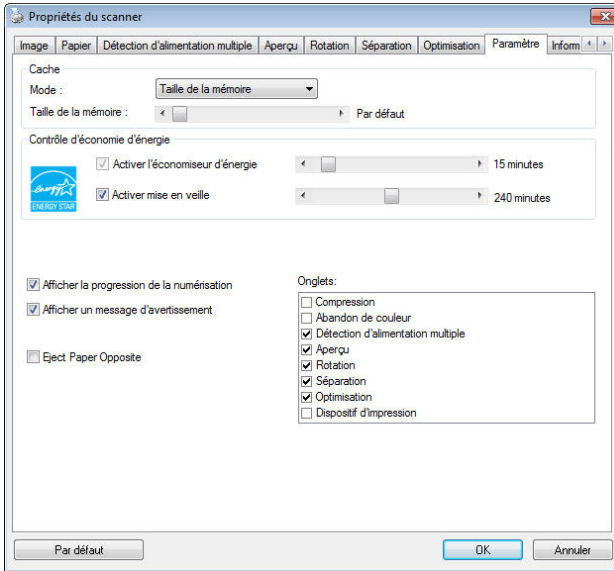 Propriétés du scanner
Image Papier Détection d'alimentation multiple Aperçu Rotation Séparation Optimisation Paramètre Inform
Cache
Mode : Taille de la mémoire
Taille de la mémoire : Par défaut
Contrôle d'économie d'énergie
Activer l'économiseur d'énergie 15 minutes
energy
ENERGY STAR
Activer mise en veille 240 minutes
Afficher la progression de la numérisation
Afficher un message d'avertissement
Eject Paper Opposite
Onglets:
Compression
Abandon de couleur
Détection d'alimentation multiple
Aperçu
Rotation
Séparation
Optimisation
Dispositif d'impression
Par défaut OK Annuler